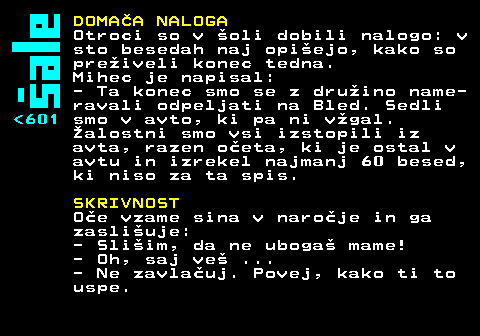 šale
<601
DOMAČA NALOGA
Otroci so v šoli dobili nalogo: v
sto besedah naj opišejo, kako so
preživeli konec tedna.
Mihec je napisal:
- Ta konec smo se z družino name-
ravali odpeljati na Bled. Sedli
smo v avto, ki pa ni vžgal.
Žalostni smo vsi izstopili iz
avta, razen očeta, ki je ostal v
avtu in izrekel najmanj 60 besed,
ki niso za ta spis.
SKRIVNOST
Oče vzame sina v naročje in ga
zaslišuje:
- Slišim, da ne ubogaš mame!
- Oh, saj veš ...
- Ne zavlačuj. Povej, kako ti to
uspe.